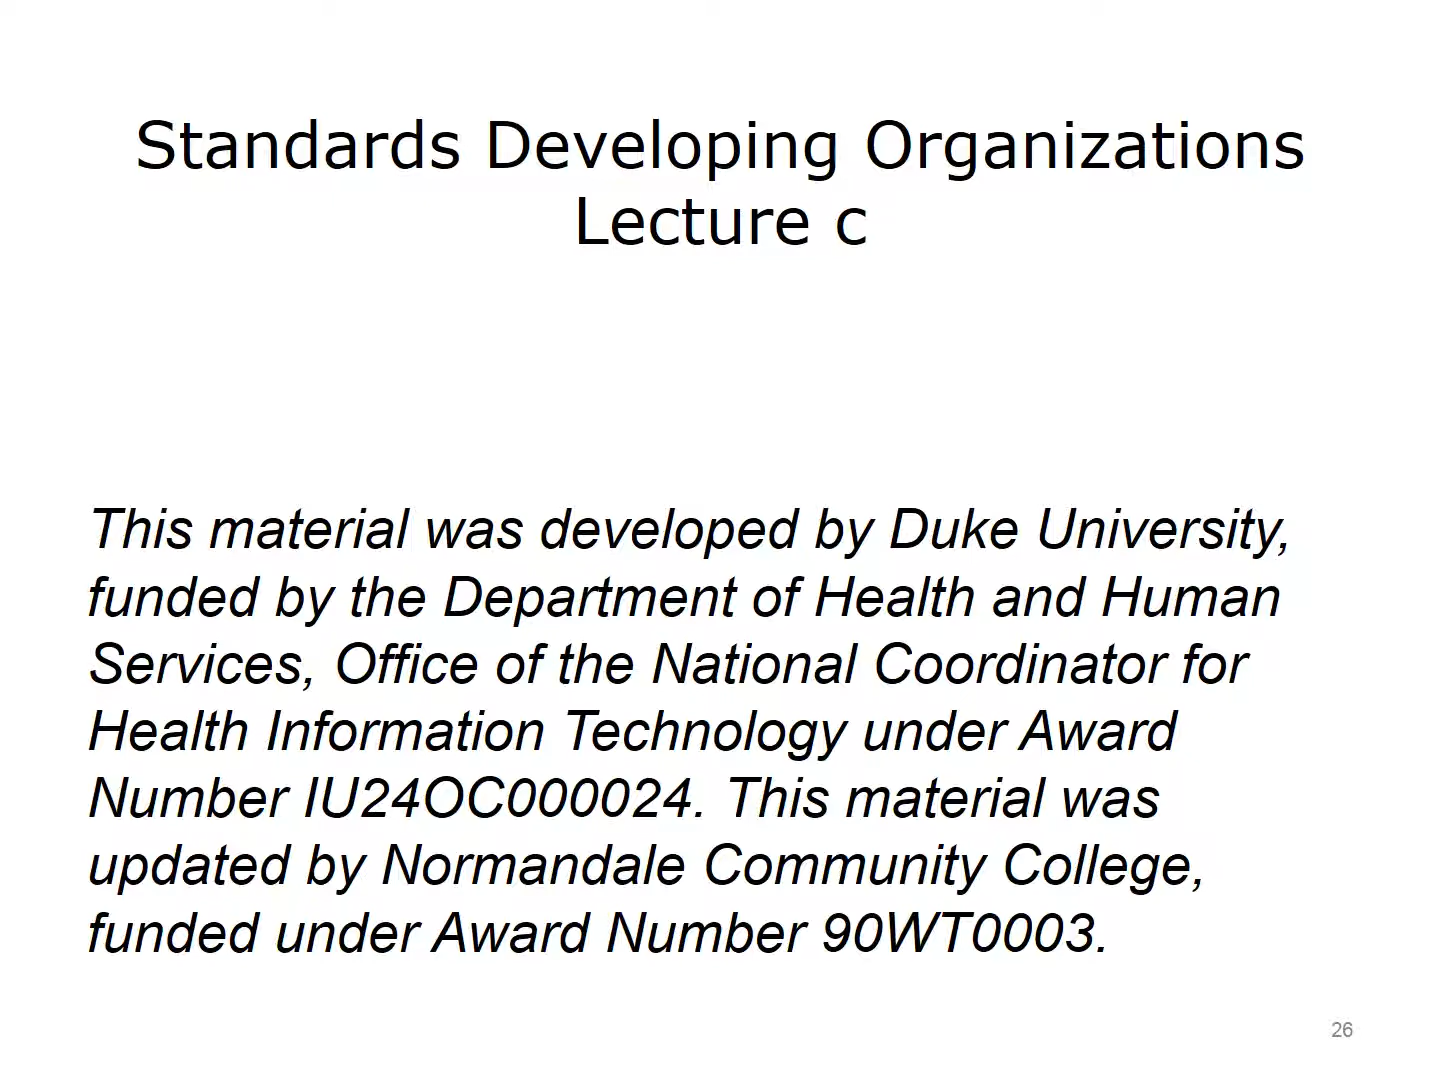 Standards Developing Organizations
Lecture c
This material was developed by Duke University,
funded by the Department of Health and Human
Services, Office of the National Coordinator for
Health Information Technology under Award
Number IU24OC000024. This material was
updated by Normandale Community College,
funded under Award Number 90WT0003.
26